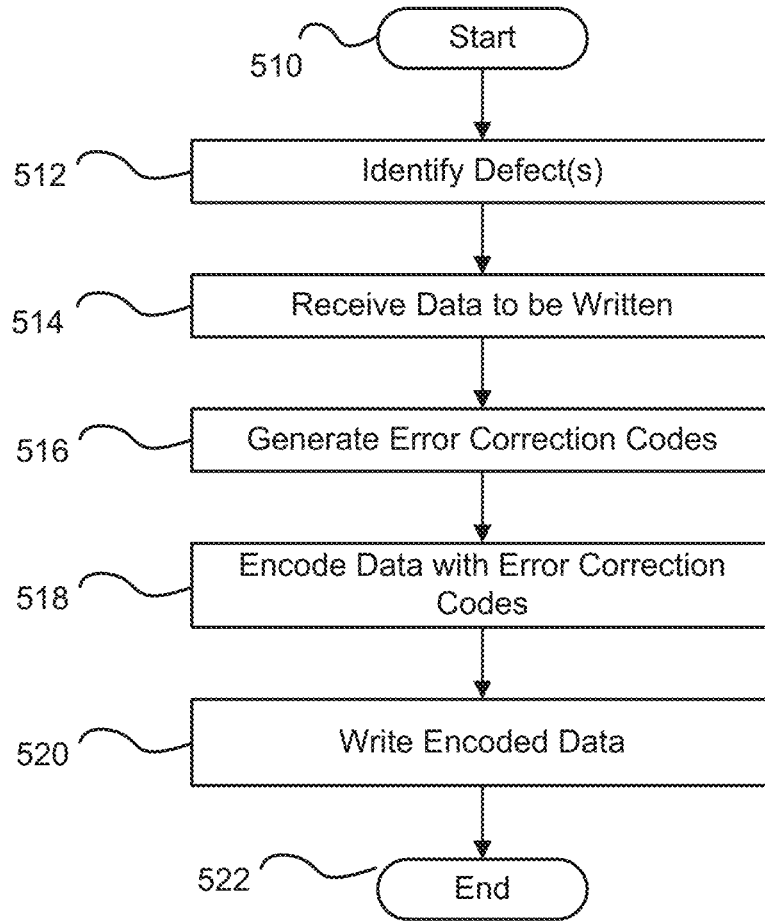 Start
510
512
Identify Defect(s)
514
Receive Data to be Written
516
Generate Error Correction Codes
518
Encode Data with Error Correction
Codes
520
Write Encoded Data
522
End